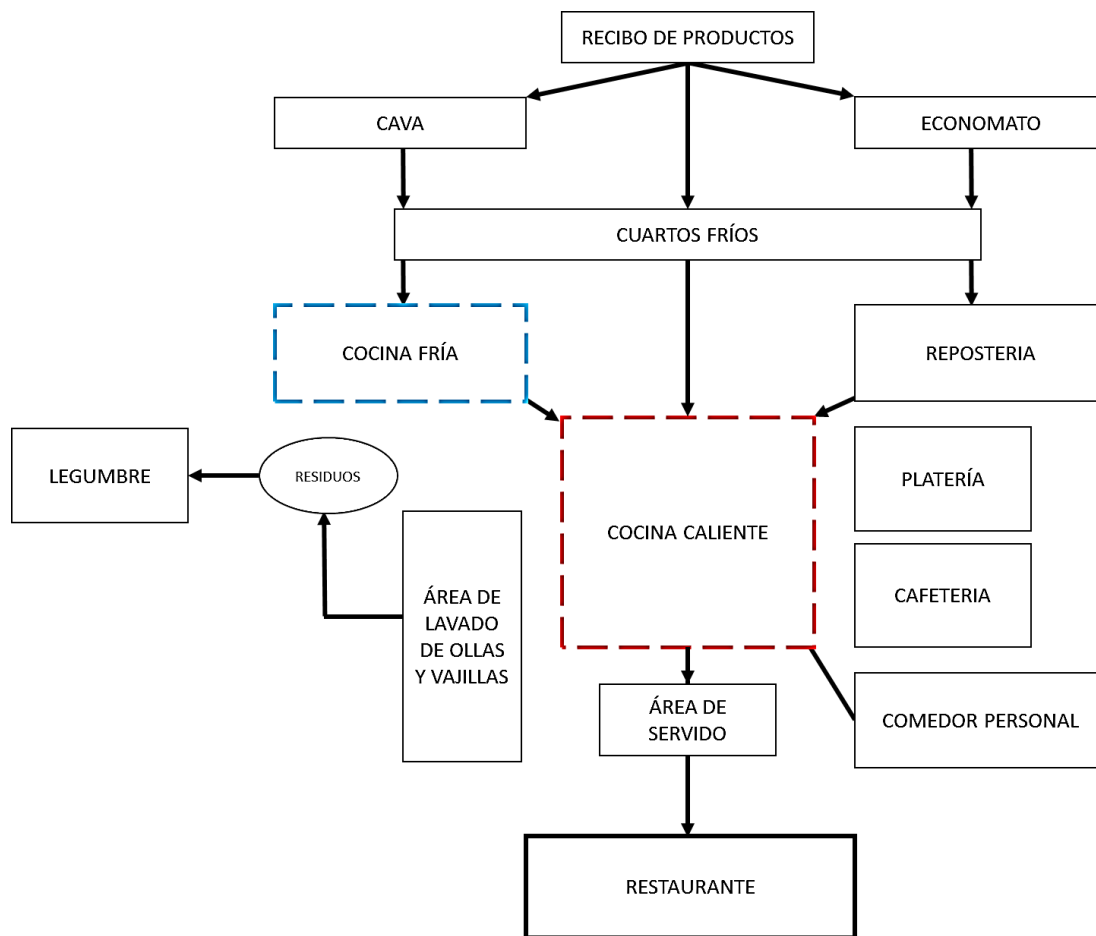 RECIBO DE PRODUCTOS
CAVA
ECONOMATO
CUARTOS FRÍOS
COCINA FRÍA
REPOSTERIA
LEGUMBRE
RESIDUOS
PLATERÍA
COCINA CALIENTE
CAFETERIA
ÁREA DE
LAVADO
DE OLLAS
Y VAJILLAS
ÁREA DE
SERVIDO
COMEDOR PERSONAL
RESTAURANTE